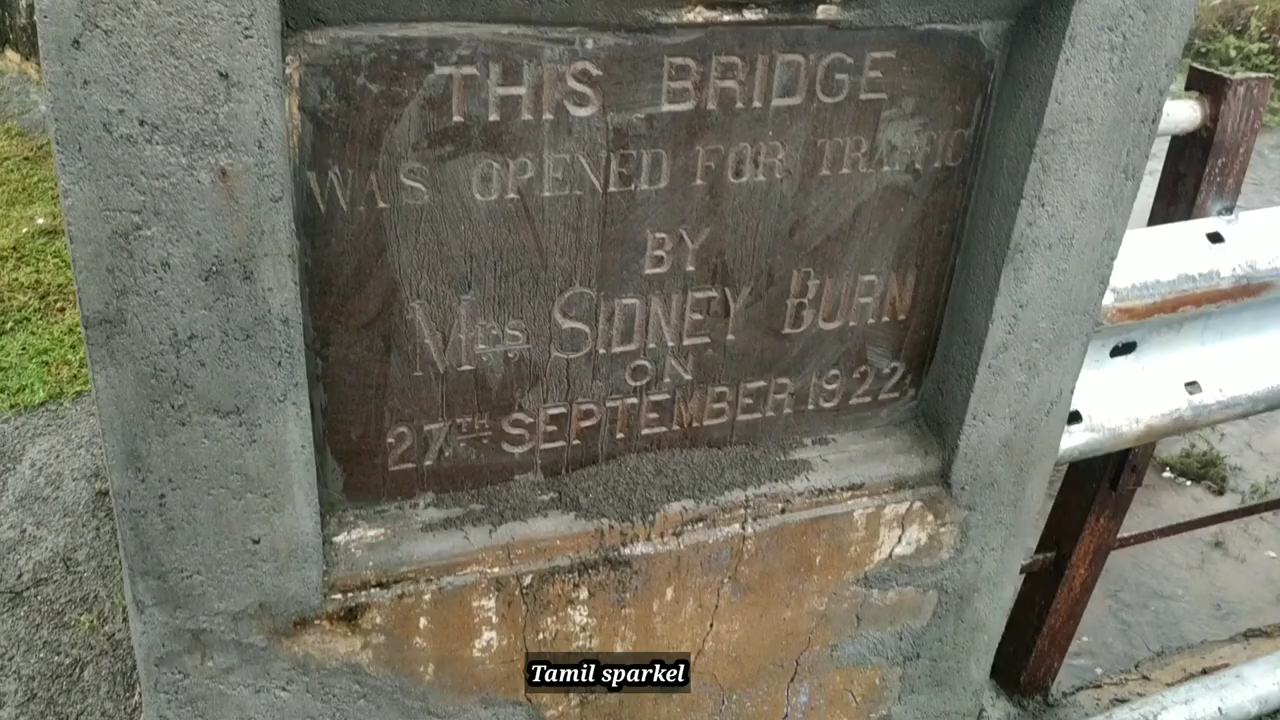 THIS BRIDGE
WAS OPENED FOR TRAFFIC
BY
Mrs SIDNEY BURN
ON
27TH SEPTEMBER 1922.
Tamil sparkel